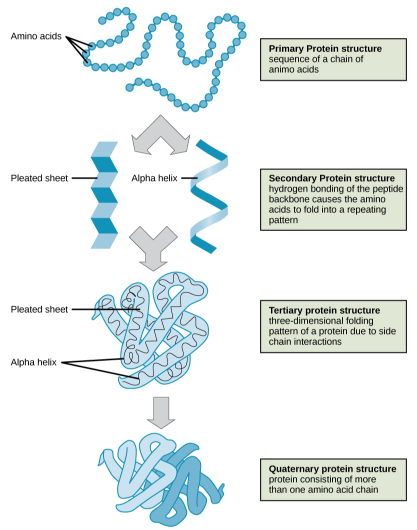 Amino acids
Primary Protein structure
sequence of a chain of
animo acids
Pleated sheet
Alpha helix
Secondary Protein structure
hydrogen bonding of the peptide
backbone causes the amino
acids to fold into a repeating
pattern
Pleated sheet
Alpha helix
Tertiary protein structure
three-dimensional folding
pattern of a protein due to side
chain interactions
Quaternary protein structure
protein consisting of more
than one amino acid chain